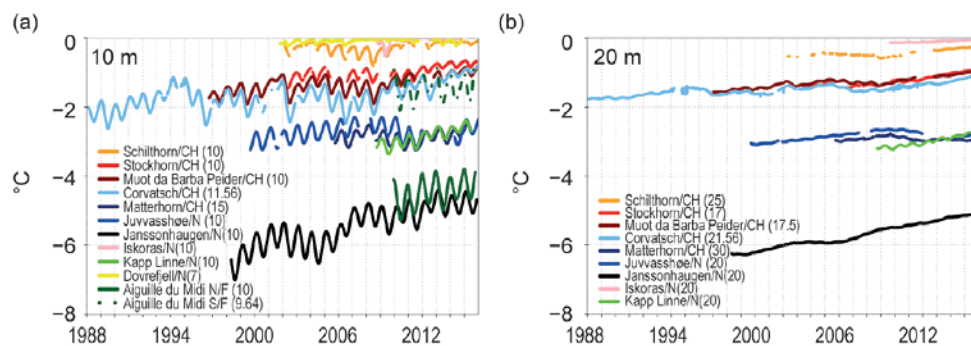 (a)
10 m
0
−2
−4
−6
−8
°C
Schilthorn/CH (10)
Stockhorn/CH (10)
Muot da Barba Peider/CH (10)
Corvatsch/CH (11.56)
Matterhorn/CH (15)
Juvvasshøe/N (10)
Janssonhaugen/N(10)
Iskoras/N(10)
Kapp Linne/N(10)
Dovrefjell/N(7)
Aiguille du Midi N/F (10)
Aiguille du Midi S/F (9.64)
1988 1994 2000 2006 2012
(b)
20 m
0
−2
−4
−6
−8
°C
Schilthorn/CH (25)
Stockhorn/CH (17)
Muot da Barba Peider/CH (17.5)
Corvatsch/CH (21.56)
Matterhorn/CH (30)
Juvvasshøe/N (20)
Janssonhaugen/N(20)
Iskoras/N(20)
Kapp Linne/N(20)
1988 1994 2000 2006 2012